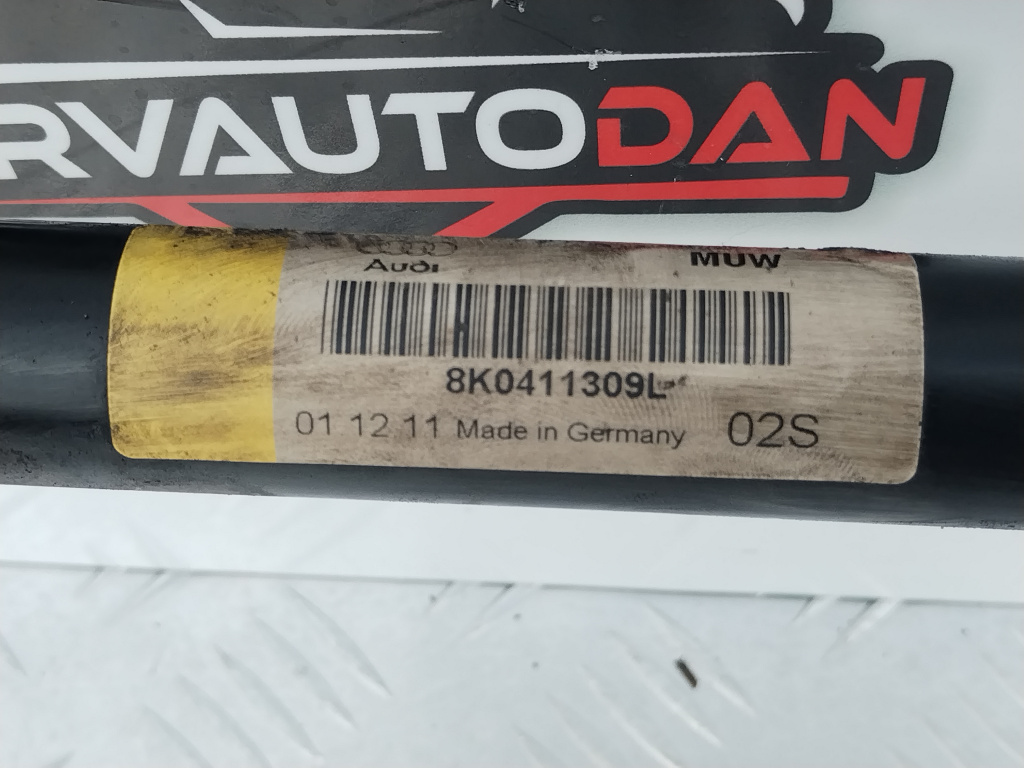 RVAUTODAN
Audi MUW
8K0411309L
01 12 11 Made in Germany 02S